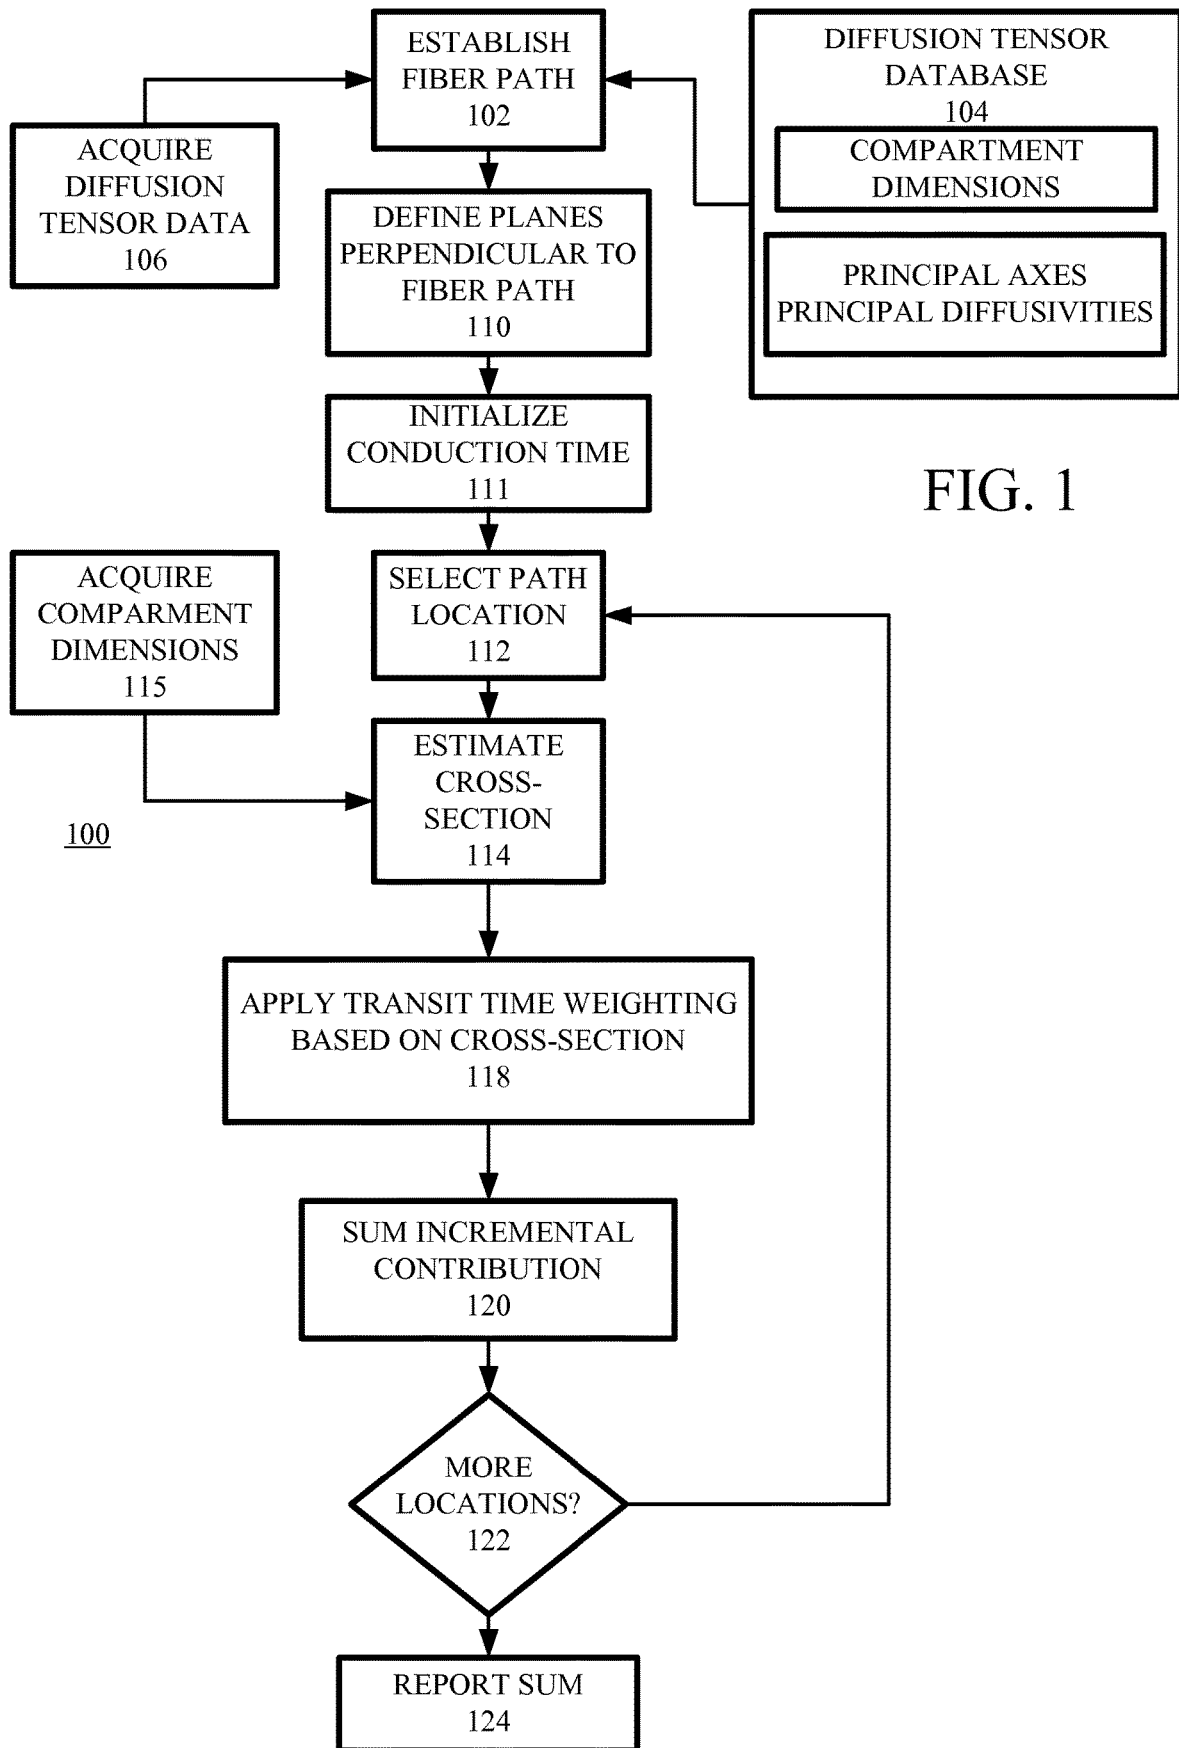 ESTABLISH
FIBER PATH
102
DIFFUSION TENSOR
DATABASE
104
COMPARTMENT
DIMENSIONS
PRINCIPAL AXES
PRINCIPAL DIFFUSIVITIES
ACQUIRE
DIFFUSION
TENSOR DATA
106
DEFINE PLANES
PERPENDICULAR TO
FIBER PATH
110
INITIALIZE
CONDUCTION TIME
111
FIG. 1
ACQUIRE
COMPARMENT
DIMENSIONS
115
SELECT PATH
LOCATION
112
ESTIMATE
CROSS-
SECTION
114
100
APPLY TRANSIT TIME WEIGHTING
BASED ON CROSS-SECTION
118
SUM INCREMENTAL
CONTRIBUTION
120
MORE
LOCATIONS?
122
REPORT SUM
124